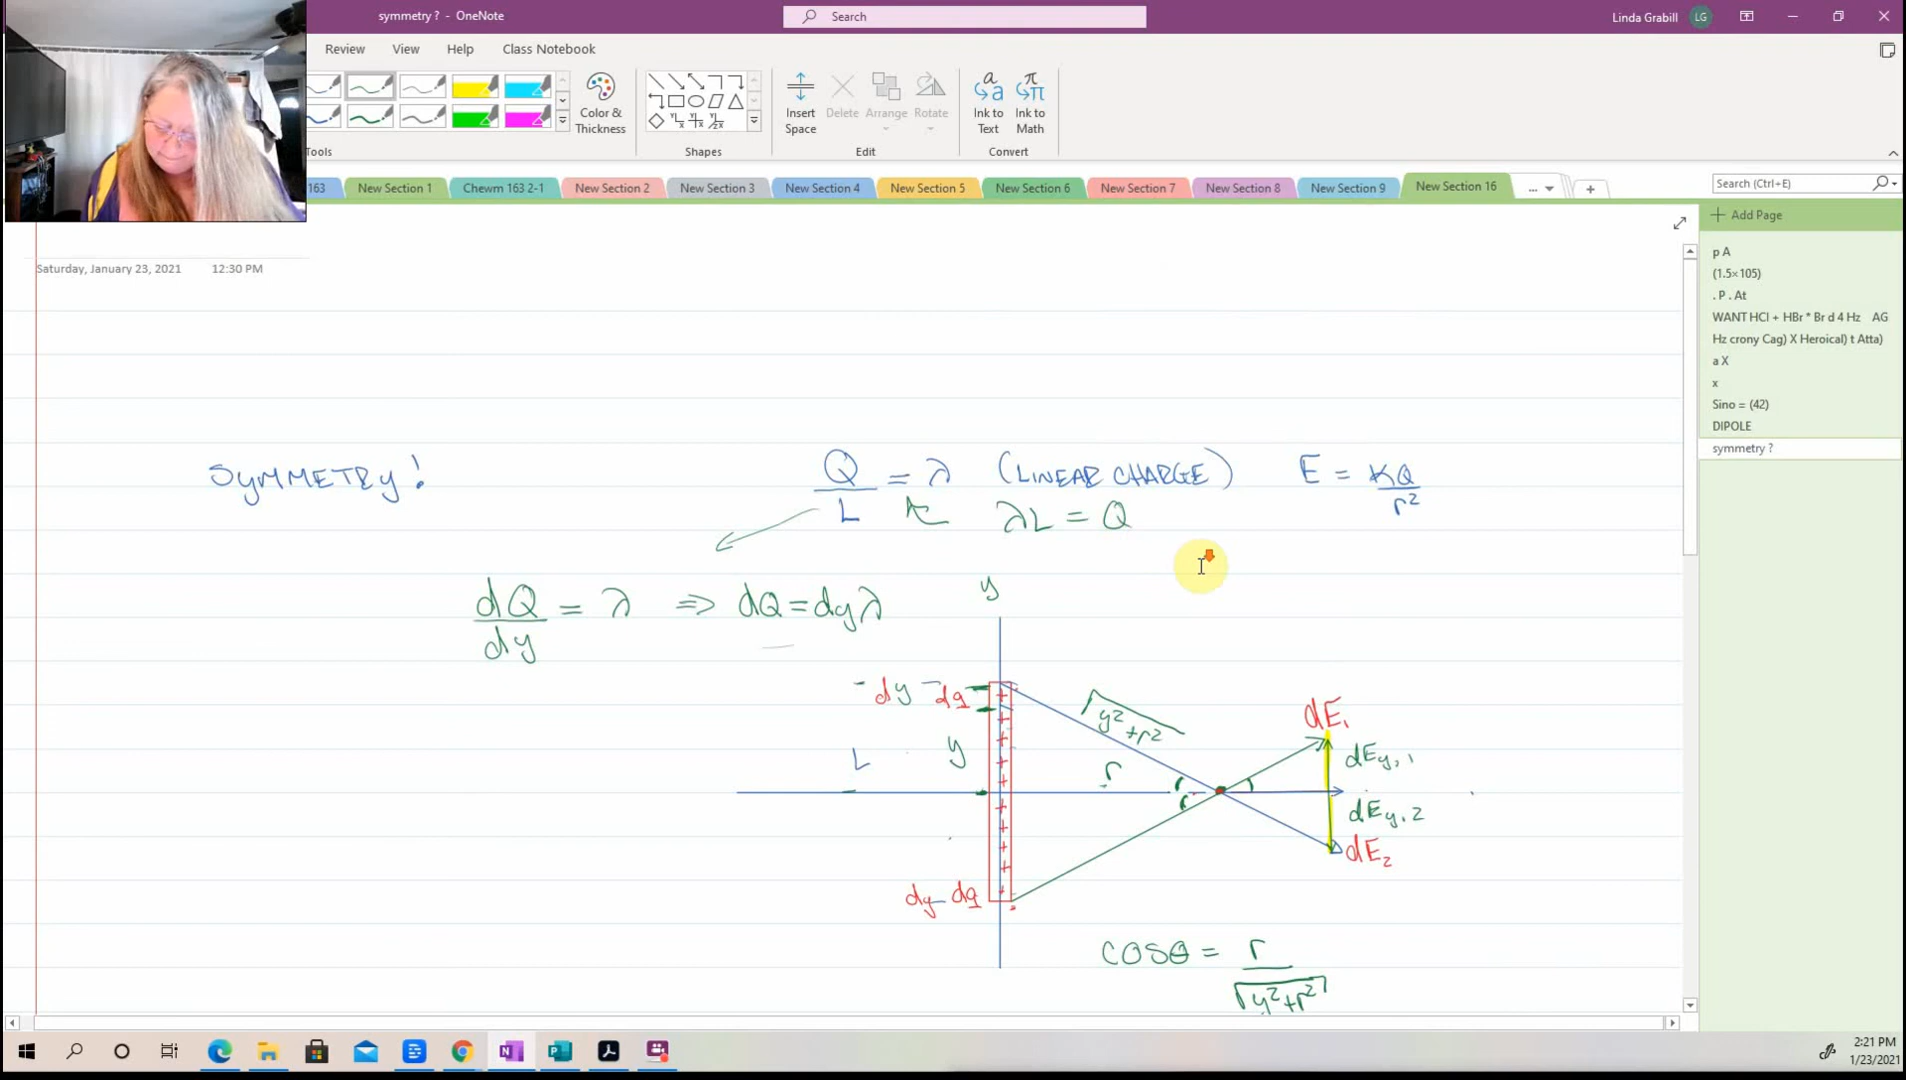 symmetry ? - OneNote
Search
Linda Grabill
LG
Review
View
Help
Class Notebook
Color & Thickness
Insert Space
Delete
Arrange
Rotate
Ink to Text
Ink to Math
Tools
Shapes
Edit
Convert
163
New Section 1
Chewm 163 2-1
New Section 2
New Section 3
New Section 4
New Section 5
New Section 6
New Section 7
New Section 8
New Section 9
New Section 16
...
Search (Ctrl+E)
Add Page
p A
(1.5×105)
. P . At
WANT HCl + HBr * Br d 4 Hz AG
Hz crony Cag) X Heroical) t Atta)
a X
x
Sino = (42)
DIPOLE
symmetry ?
Saturday, January 23, 2021 12:30 PM
SYMMETRY!
Q/L = λ (LINEAR CHARGE) E = KQ/r²
λL = Q
dQ/dy = λ ⇒ dQ = dyλ
y
dy dq
√y²+r²
dE₁
L
y
r
dEy,1
dEy,2
dE₂
dy dq
COSθ = r/√y²+r²
2:21 PM
1/23/2021